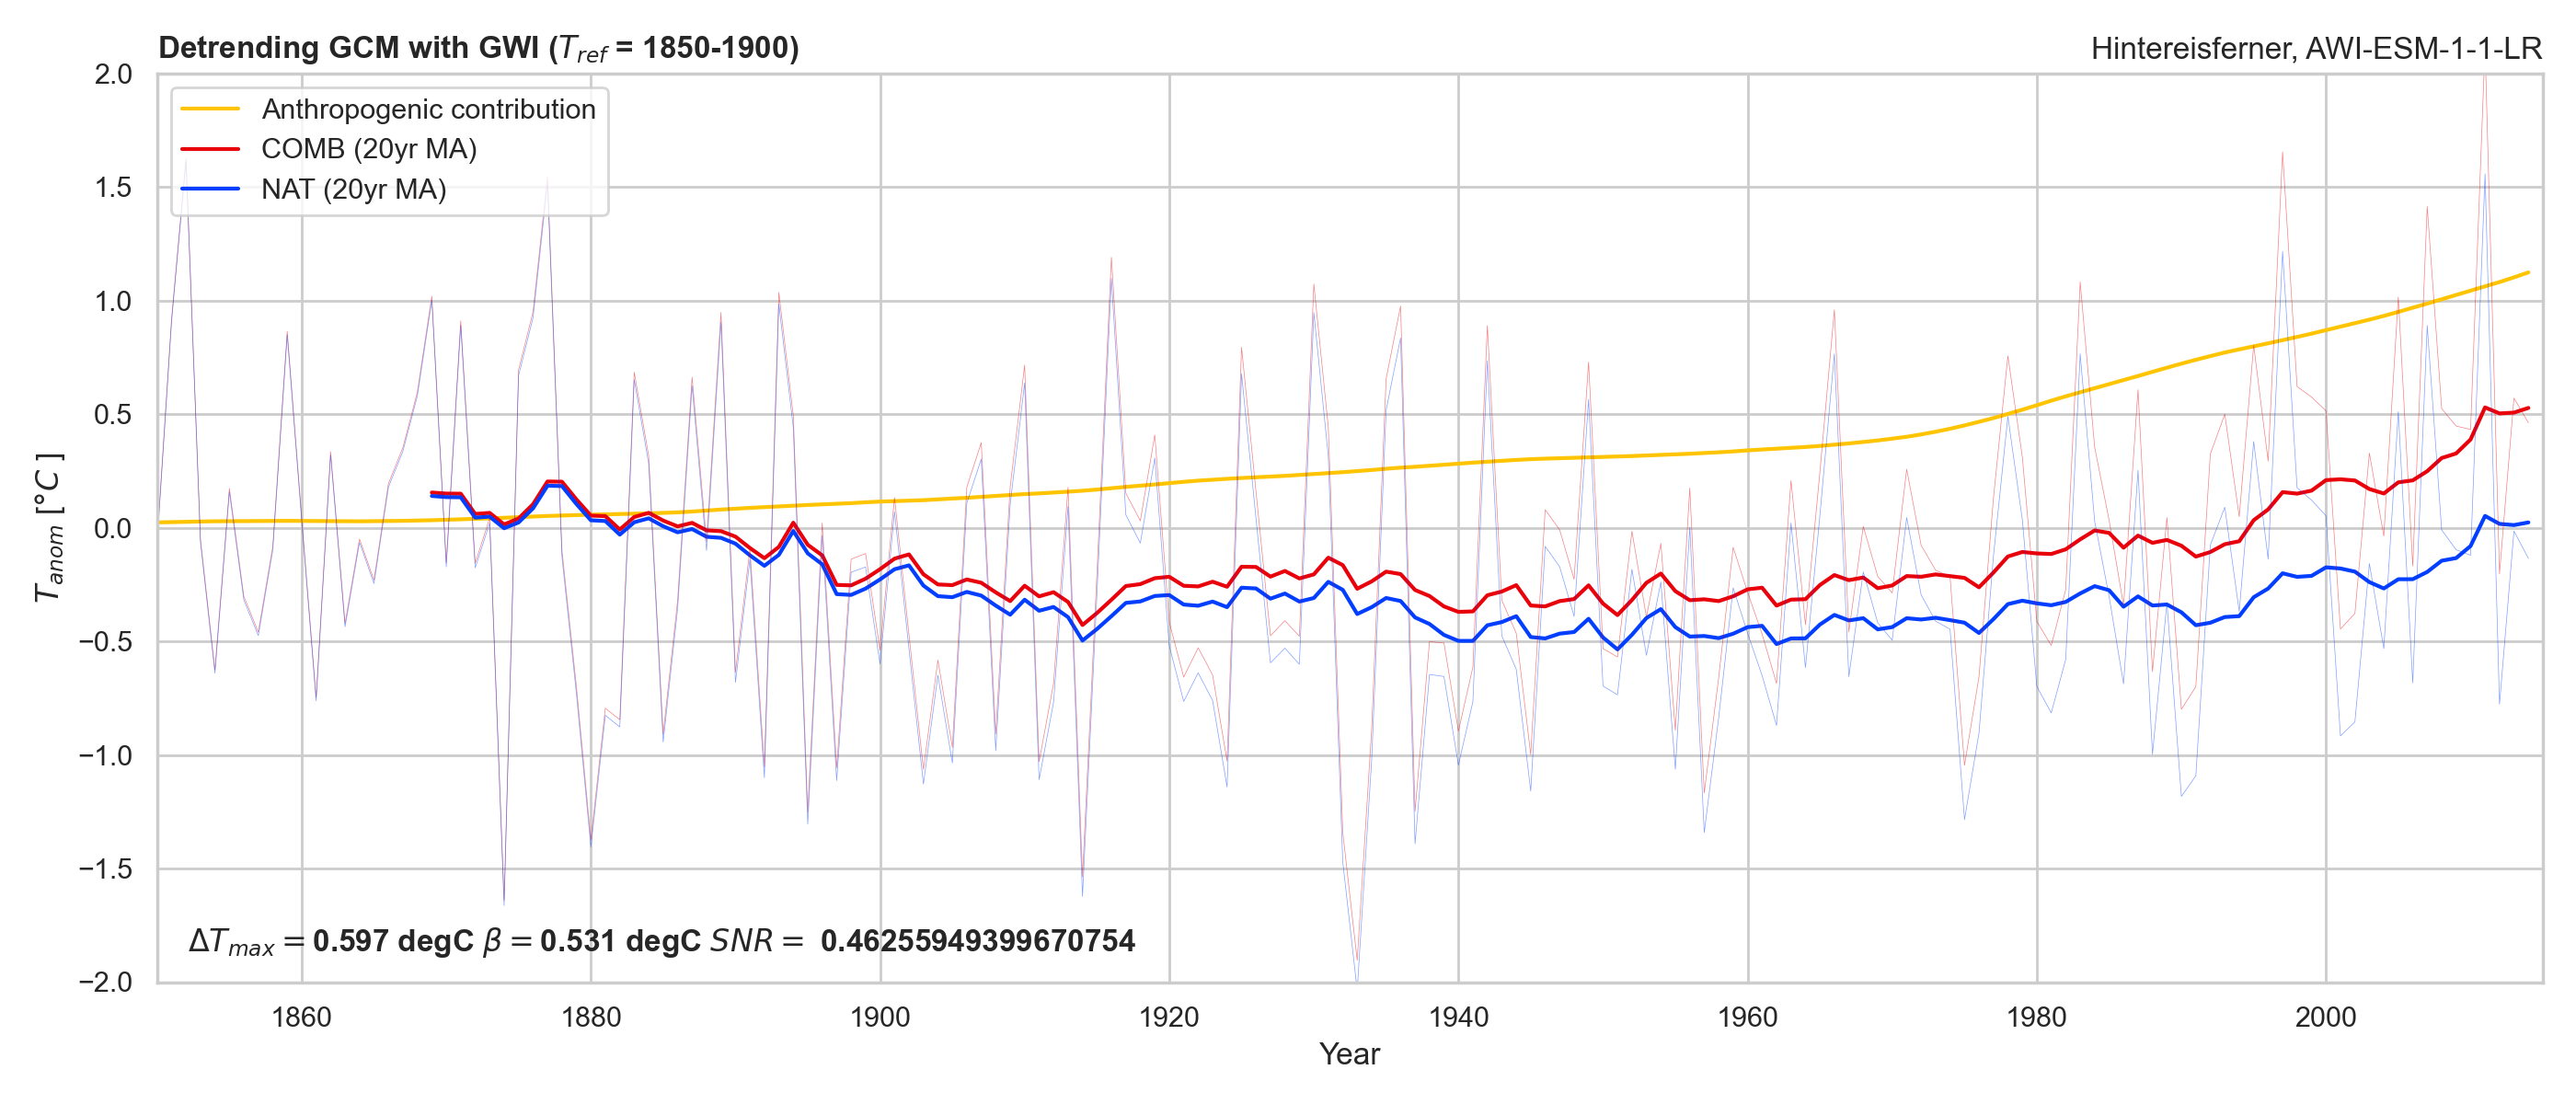 Detrending GCM with GWI (T_ref = 1850-1900)
Hintereisferner, AWI-ESM-1-1-LR
Anthropogenic contribution
COMB (20yr MA)
NAT (20yr MA)
T_anom [°C ]
2.0
1.5
1.0
0.5
0.0
−0.5
−1.0
−1.5
−2.0
ΔT_max = 0.597 degC β = 0.531 degC SNR = 0.46255949399670754
1860 1880 1900 1920 1940 1960 1980 2000
Year